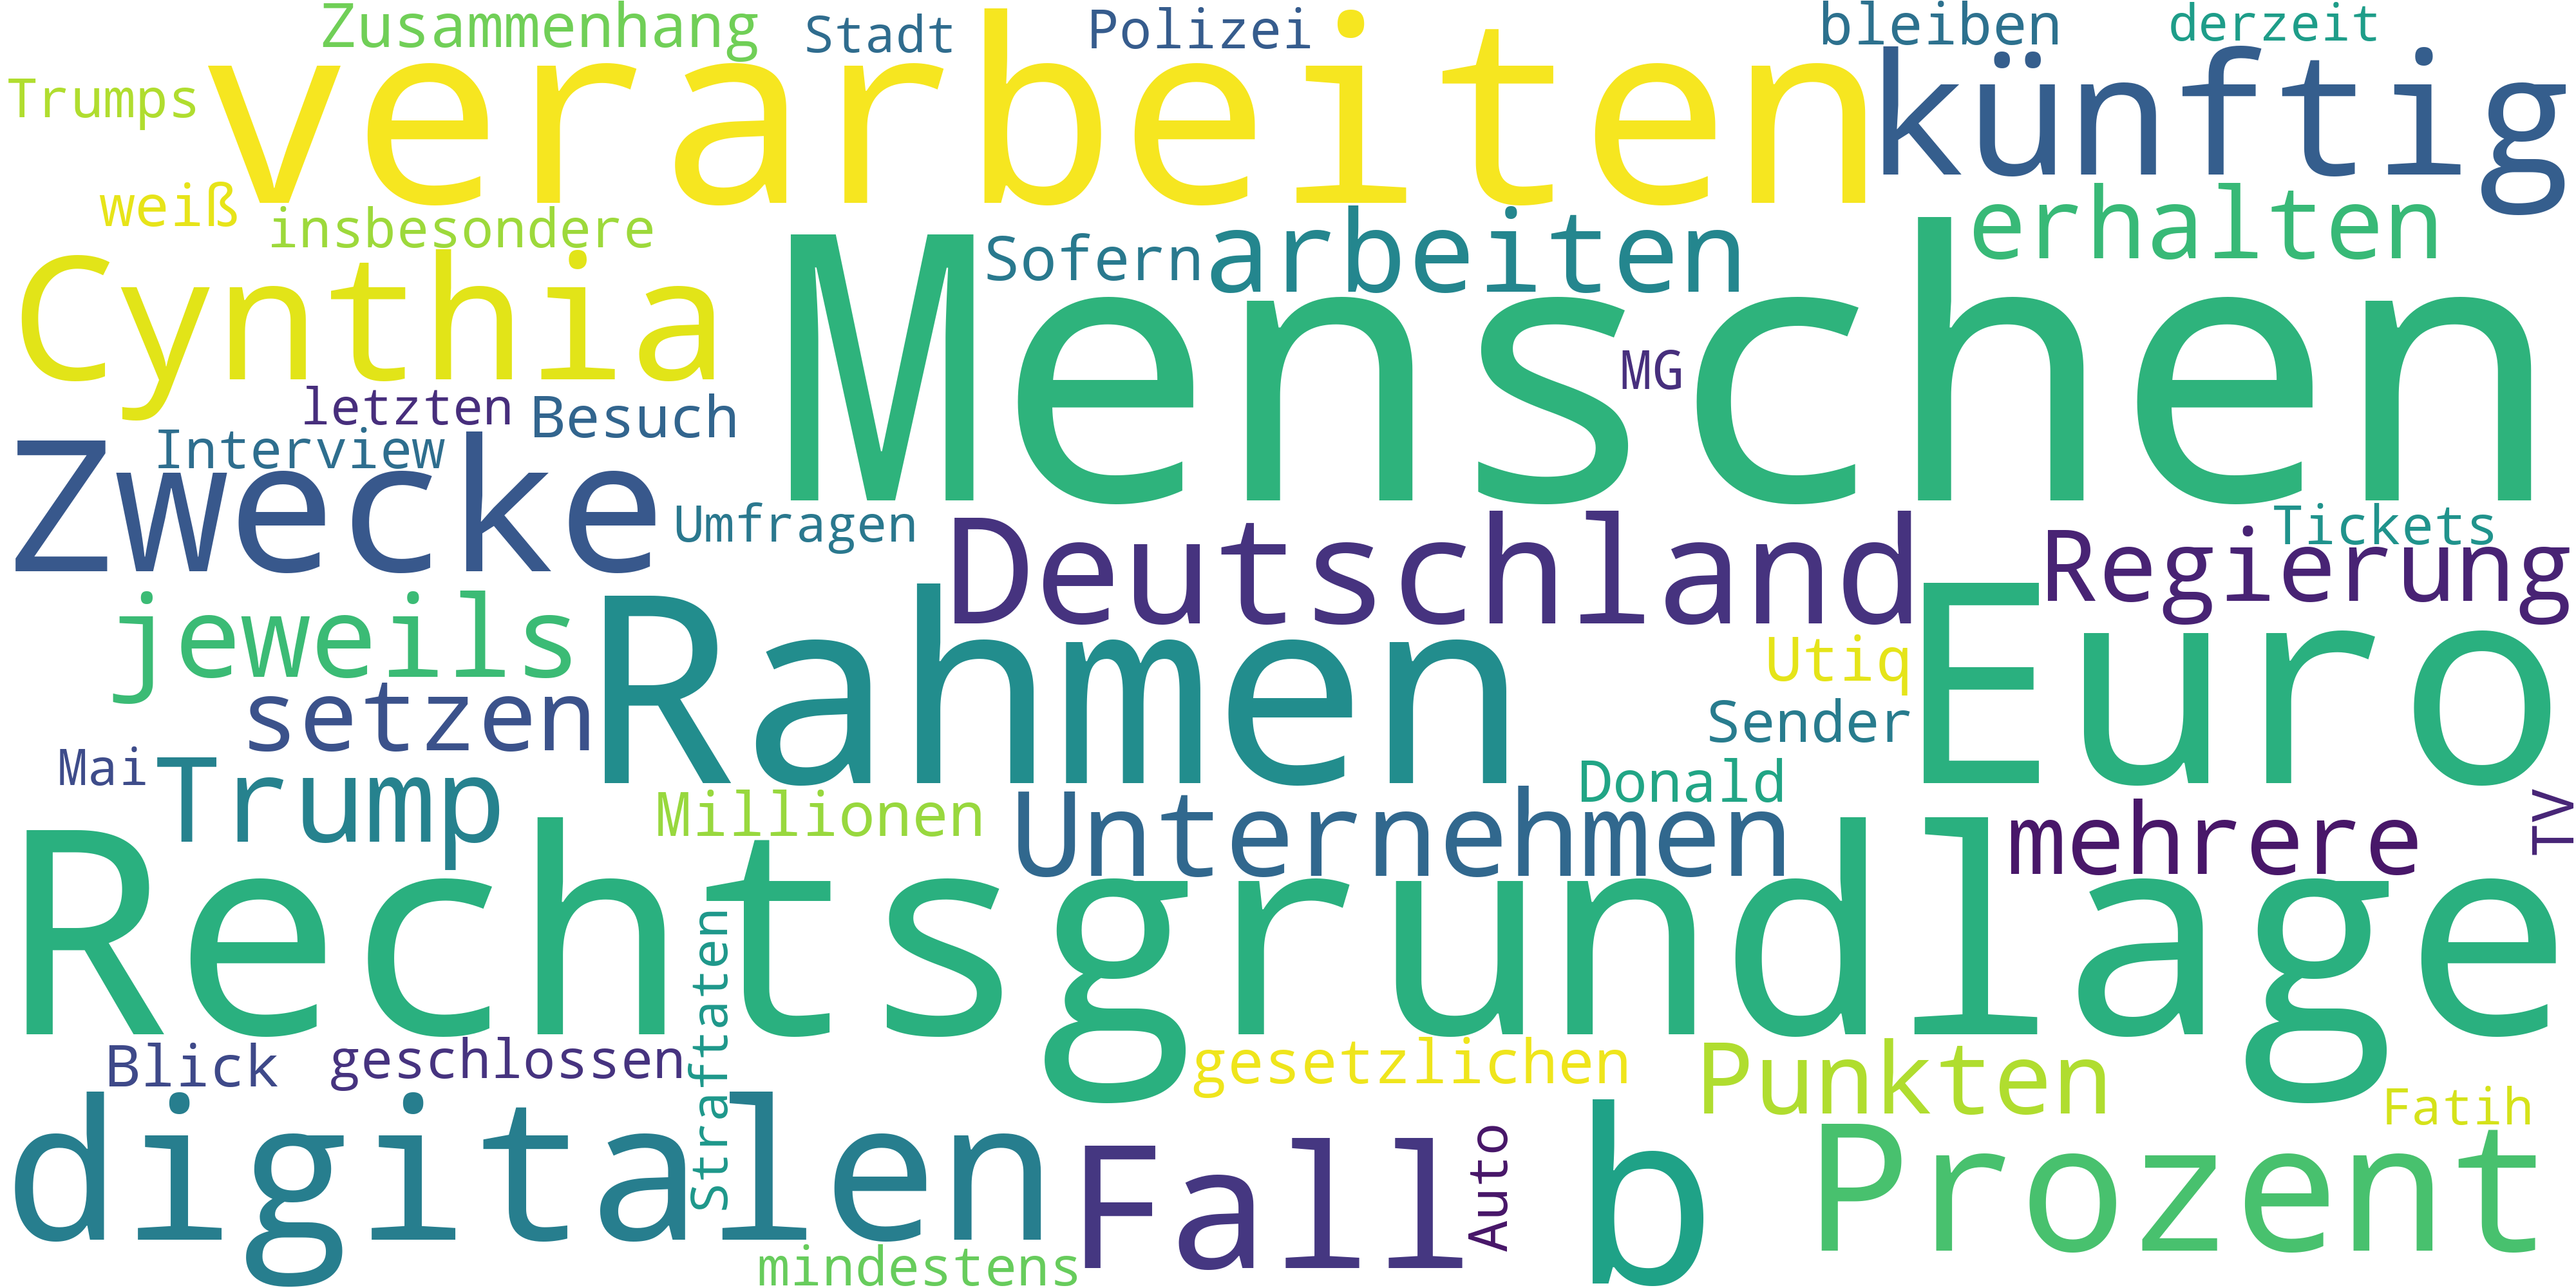 Zusammenhang
Stadt
Polizei
bleiben
derzeit
Trumps
verarbeiten
künftig
weiß
insbesondere
Sofern
arbeiten
erhalten
Cynthia
Menschen
MG
letzten
Besuch
Interview
Zwecke
Umfragen
Deutschland
Tickets
Regierung
jeweils
Rahmen
Utiq
Euro
setzen
Sender
Mai
Trump
Millionen
Donald
Unternehmen
mehrere
TV
Rechtsgrundlage
Straftaten
Blick
geschlossen
gesetzlichen
Punkten
Fatih
digitalen
Fall
Auto
b
Prozent
mindestens